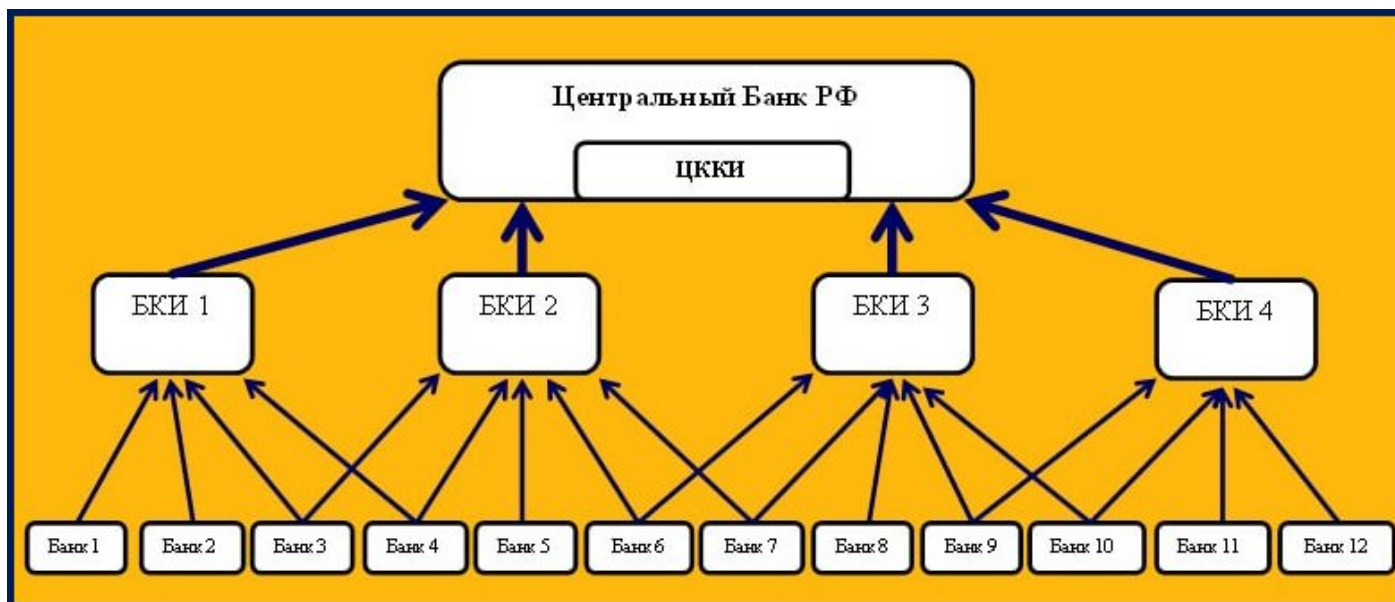 Центральный Банк РФ
ЦККИ
БКИ 1
БКИ 2
БКИ 3
БКИ 4
Банк 1
Банк 2
Банк 3
Банк 4
Банк 5
Банк 6
Банк 7
Банк 8
Банк 9
Банк 10
Банк 11
Банк 12